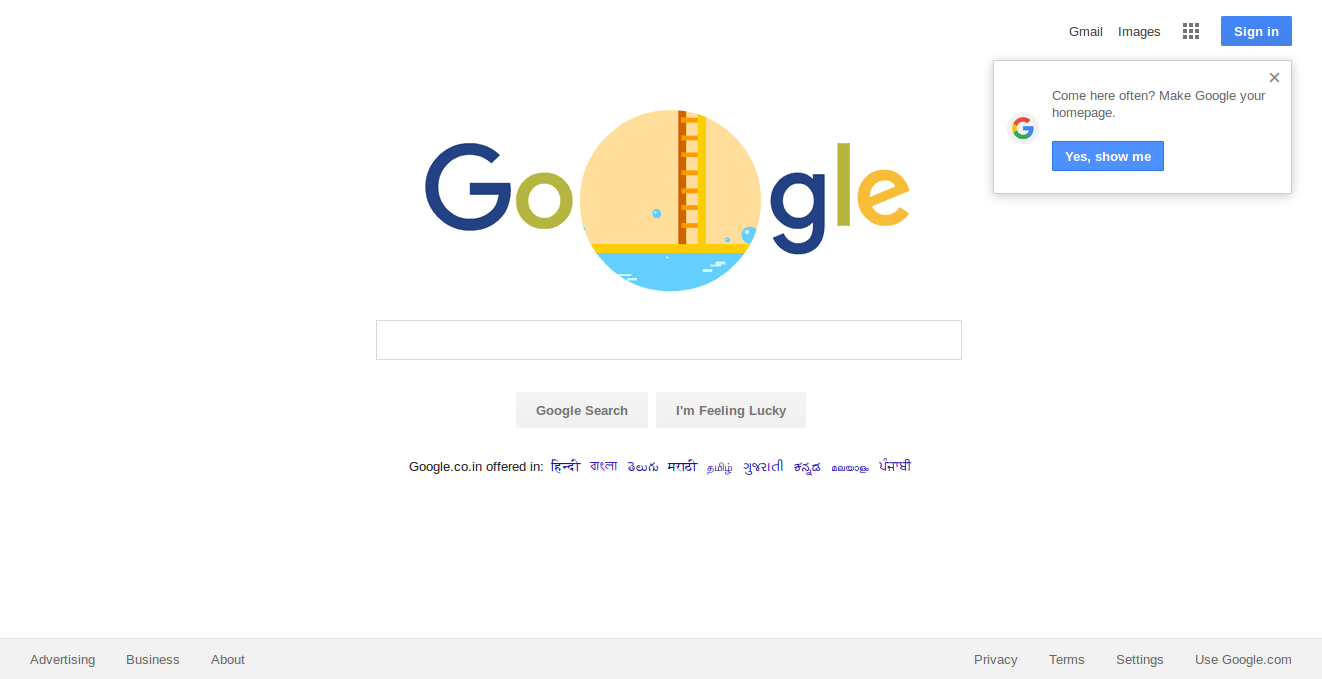 Gmail Images Sign in
Come here often? Make Google your
homepage.
Yes, show me
Google
Google Search I'm Feeling Lucky
Google.co.in offered in: हिन्दी বাংলা తెలుగు मराठी தமிழ் ગુજરાતી ಕನ್ನಡ മലയാളം ਪੰਜਾਬੀ
Advertising Business About Privacy Terms Settings Use Google.com